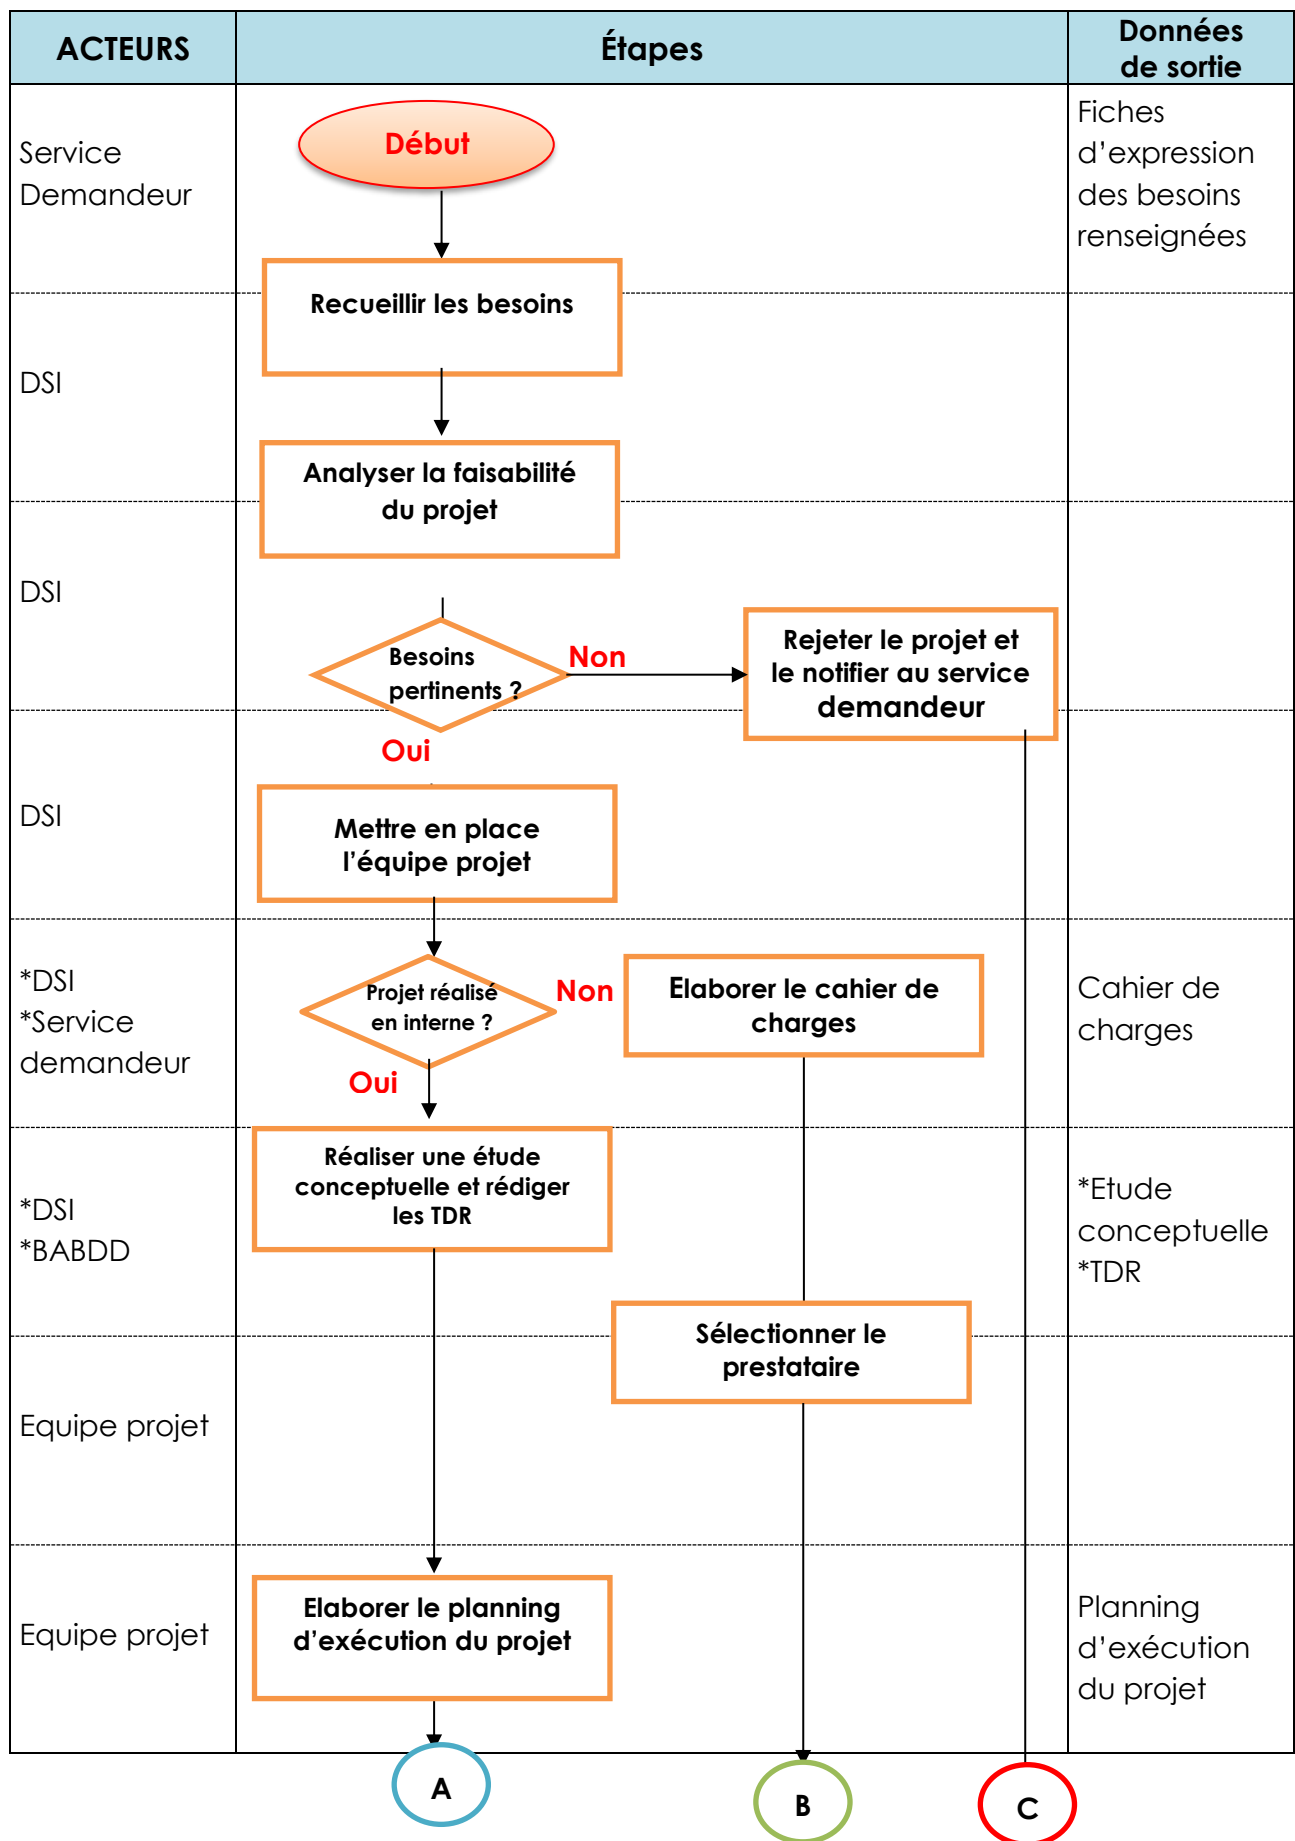 ACTEURS
Étapes
Données
de sortie
Service
Demandeur
Début
Fiches
d’expression
des besoins
renseignées
Recueillir les besoins
DSI
Analyser la faisabilité
du projet
DSI
Besoins
pertinents ?
Non
Rejeter le projet et
le notifier au service
demandeur
Oui
DSI
Mettre en place
l’équipe projet
*DSI
*Service
demandeur
Projet réalisé
en interne ?
Non
Elaborer le cahier de
charges
Cahier de
charges
Oui
*DSI
*BABDD
Réaliser une étude
conceptuelle et rédiger
les TDR
*Etude
conceptuelle
*TDR
Sélectionner le
prestataire
Equipe projet
Equipe projet
Elaborer le planning
d’exécution du projet
Planning
d’exécution
du projet
A
B
C